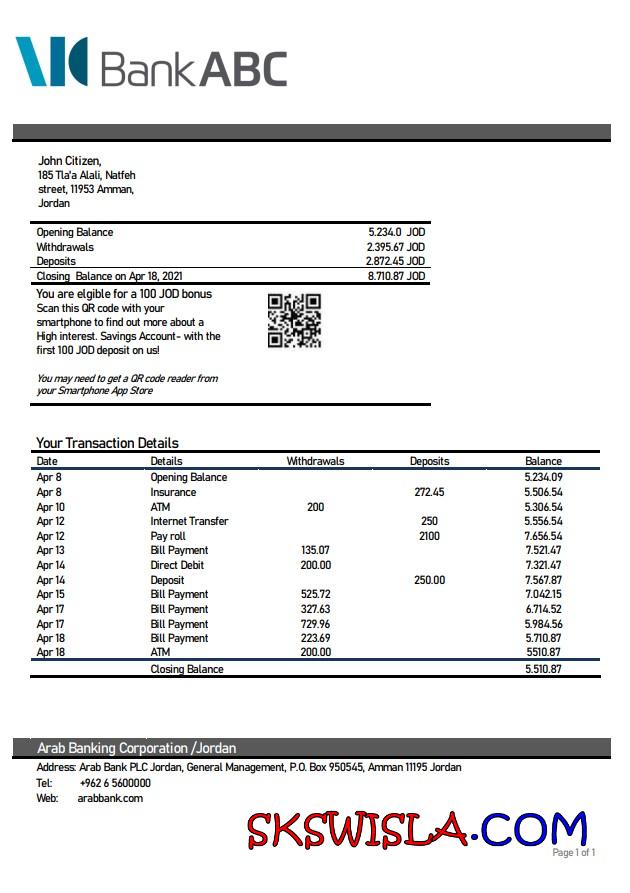 Bank ABC
John Citizen,
185 Tla'a Alali, Natfeh
street, 11953 Amman,
Jordan
Opening Balance 5.234.0 JOD
Withdrawals 2.395.67 JOD
Deposits 2.872.45 JOD
Closing Balance on Apr 18, 2021 8.710.87 JOD
You are elgible for a 100 JOD bonus
Scan this QR code with your
smartphone to find out more about a
High interest. Savings Account- with the
first 100 JOD deposit on us!
You may need to get a QR code reader from
your Smartphone App Store
Your Transaction Details
Date Details Withdrawals Deposits Balance
Apr 8 Opening Balance 5.234.09
Apr 8 Insurance 272.45 5.506.54
Apr 10 ATM 200 5.306.54
Apr 12 Internet Transfer 250 5.556.54
Apr 12 Pay roll 2100 7.656.54
Apr 13 Bill Payment 135.07 7.521.47
Apr 14 Direct Debit 200.00 7.321.47
Apr 14 Deposit 250.00 7.567.87
Apr 15 Bill Payment 525.72 7.042.15
Apr 17 Bill Payment 327.63 6.714.52
Apr 17 Bill Payment 729.96 5.984.56
Apr 18 Bill Payment 223.69 5.710.87
Apr 18 ATM 200.00 5510.87
Closing Balance 5.510.87
Arab Banking Corporation /Jordan
Address: Arab Bank PLC Jordan, General Management, P.O. Box 950545, Amman 11195 Jordan
Tel: +962 6 5600000
Web: arabbank.com
SKSWISLA.COM
Page 1 of 1